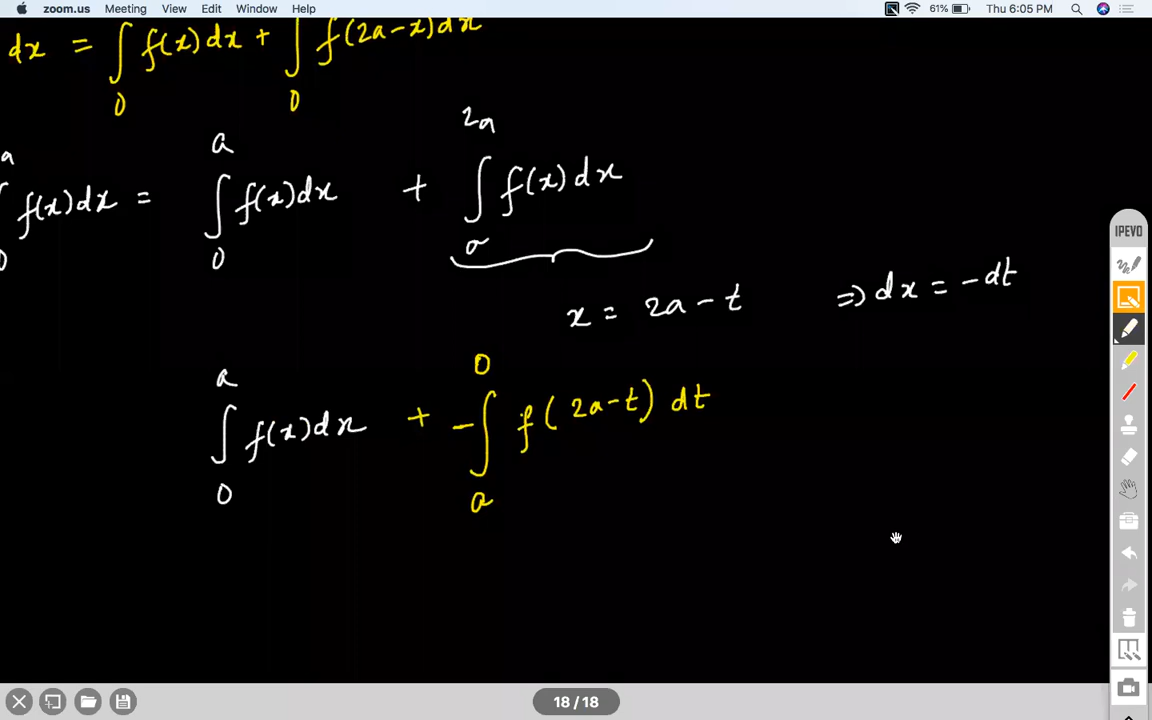 zoom.us Meeting View Edit Window Help 61% Thu 6:05 PM
dx = ∫₀ f(x)dx + ∫₀ f(2a-x)dx
∫₀ᵃ f(x)dx = ∫₀ᵃ f(x)dx + ∫ₐ²ᵃ f(x)dx
IPEVO
x = 2a - t ⇒ dx = -dt
∫₀ᵃ f(x)dx + -∫ₐ⁰ f(2a-t) dt
18 / 18